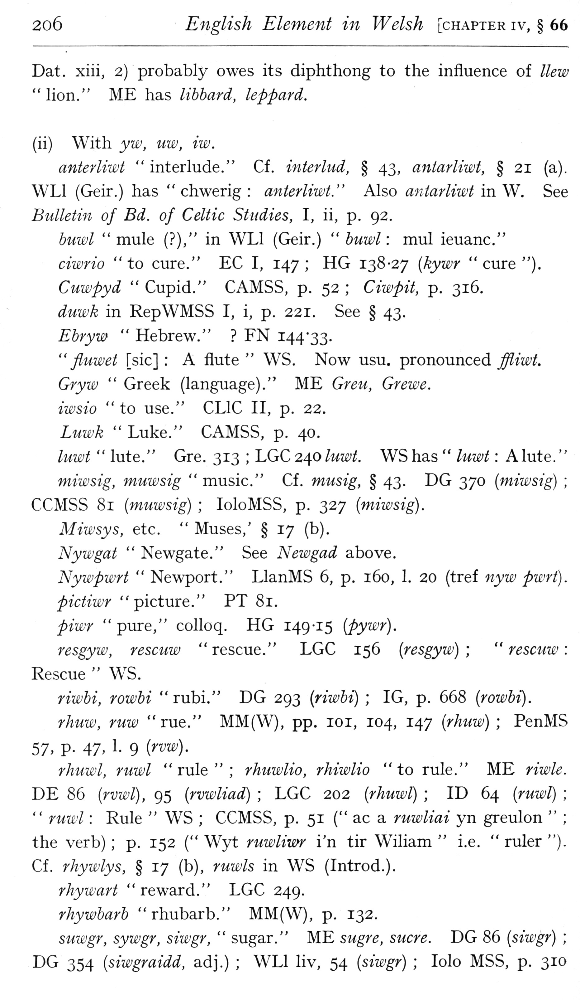 206 English Element in Welsh [CHAPTER IV, § 66
Dat. xiii, 2) probably owes its diphthong to the influence of llew
“ lion.” ME has libbard, leppard.
(ii) With yw, uw, iw.
anterliwt “ interlude.” Cf. interlud, § 43, antarliwt, § 21 (a).
WLl (Geir.) has “ chwerig : anterliwt.” Also antarliwt in W. See
Bulletin of Bd. of Celtic Studies, I, ii, p. 92.
buwl “ mule (?),” in WLl (Geir.) “ buwl : mul ieuanc.”
ciwrio “ to cure.” EC I, 147 ; HG 138·27 (kywr “ cure ”).
Cuwpyd “ Cupid.” CAMSS, p. 52 ; Ciwpit, p. 316.
duwk in RepWMSS I, i, p. 221. See § 43.
Ebryw “ Hebrew.” ? FN 144·33.
“ fluwet [sic] : A flute ” WS. Now usu. pronounced ffliwt.
Gryw “ Greek (language).” ME Greu, Grewe.
iwsio “ to use.” CLlC II, p. 22.
Luwk “ Luke.” CAMSS, p. 40.
luwt “ lute.” Gre. 313 ; LGC 240 luwt. WS has “ luwt : A lute.”
miwsig, muwsig “ music.” Cf. musig, § 43. DG 370 (miwsig) ;
CCMSS 81 (muwsig) ; IoloMSS, p. 327 (miwsig).
Miwsys, etc. “ Muses,’ § 17 (b).
Nywgat “ Newgate.” See Newgad above.
Nywpwrt “ Newport.” LlanMS 6, p. 160, l. 20 (tref nyw pwrt).
pictiwr “ picture.” PT 81.
piwr “ pure,” colloq. HG 149·15 (pywr).
resgyw, rescuw “ rescue.” LGC 156 (resgyw) ; “ rescuw :
Rescue ” WS.
riwbi, rowbi “ rubi.” DG 293 (riwbi) ; IG, p. 668 (rowbi).
rhuw, ruw “ rue.” MM(W), pp. 101, 104, 147 (rhuw) ; PenMS
57, p. 47, l. 9 (rvw).
rhuwl, ruwl “ rule ” ; rhuwlio, rhiwlio “ to rule.” ME riwle.
DE 86 (rvwl), 95 (rvwliad) ; LGC 202 (rhuwl) ; ID 64 (ruwl) ;
“ ruwl : Rule ” WS ; CCMSS, p. 51 (“ ac a ruwliai yn greulon ” ;
the verb) ; p. 152 (“ Wyt ruwliwr i’n tir Wiliam ” i.e. “ ruler ”).
Cf. rhywlys, § 17 (b), ruwls in WS (Introd.).
rhywart “ reward.” LGC 249.
rhywbarb “ rhubarb.” MM(W), p. 132.
suwgr, sywgr, siwgr, “ sugar.” ME sugre, sucre. DG 86 (siwgr) ;
DG 354 (siwgraidd, adj.) ; WLl liv, 54 (siwgr) ; Iolo MSS, p. 310